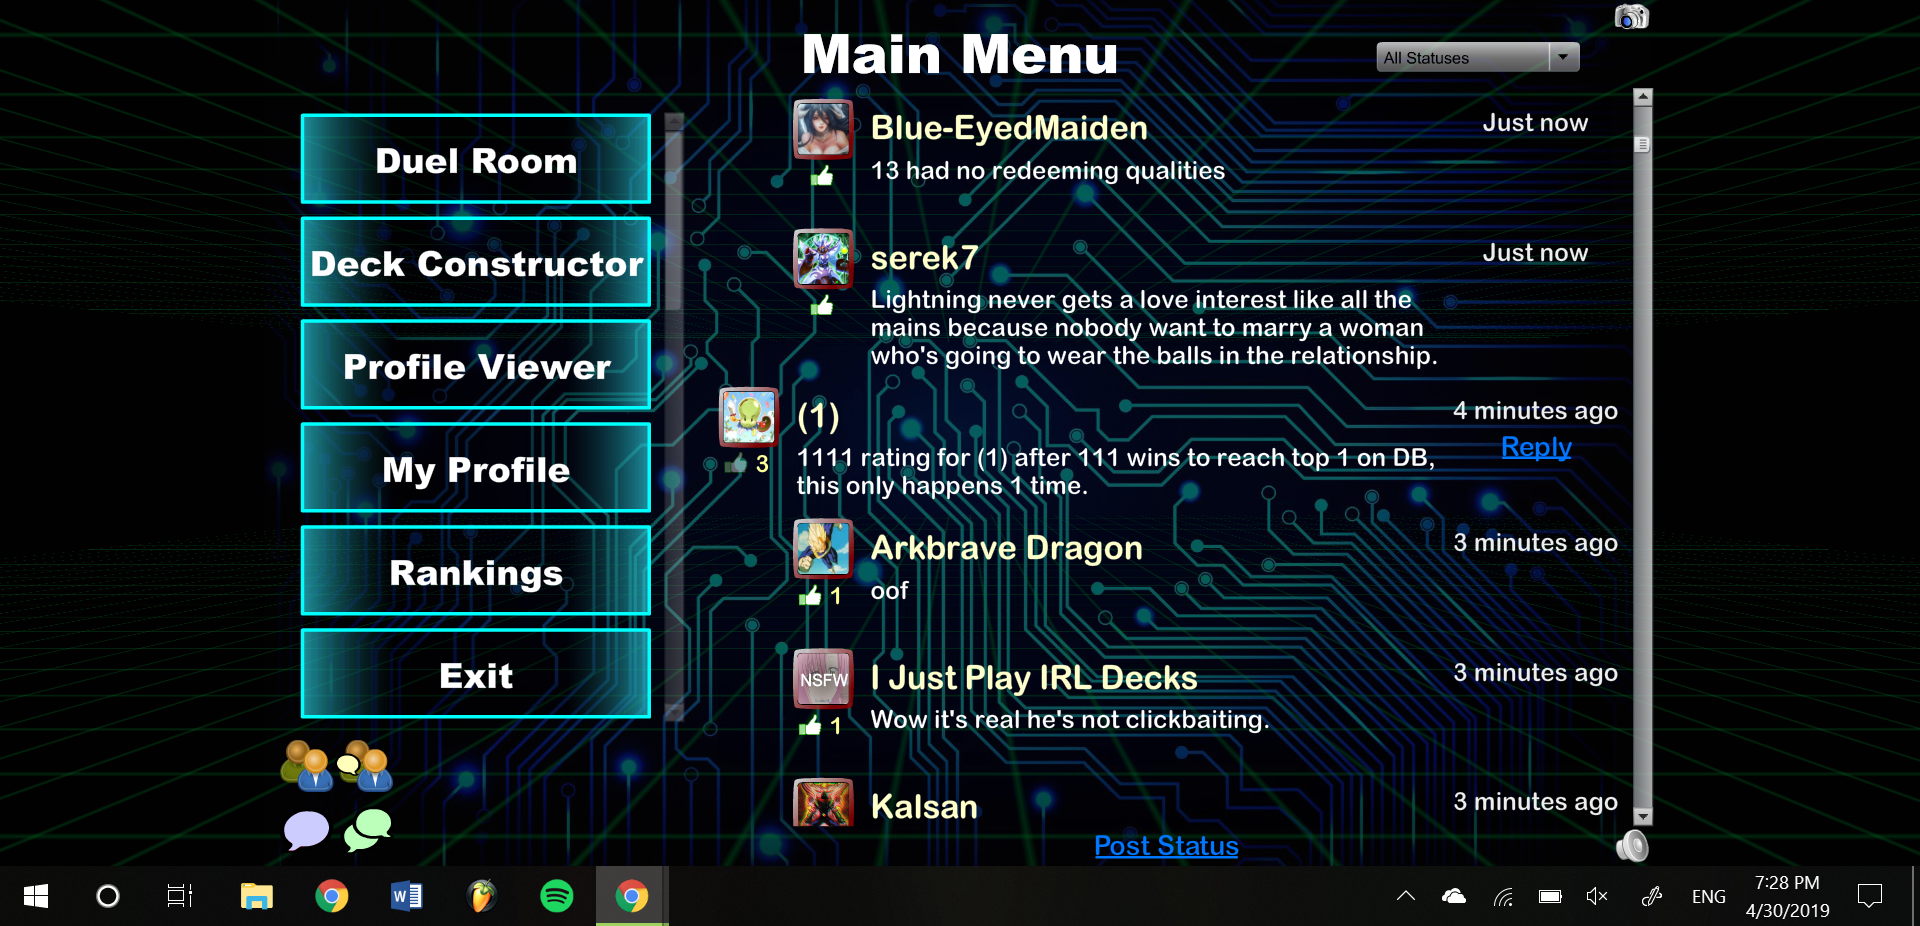 Main Menu
All Statuses
Duel Room
Deck Constructor
Profile Viewer
My Profile
Rankings
Exit
Blue-EyedMaiden
Just now
13 had no redeeming qualities
serek7
Just now
Lightning never gets a love interest like all the
mains because nobody want to marry a woman
who's going to wear the balls in the relationship.
(1)
4 minutes ago
Reply
3
1111 rating for (1) after 111 wins to reach top 1 on DB,
this only happens 1 time.
Arkbrave Dragon
3 minutes ago
1
oof
NSFW
I Just Play IRL Decks
3 minutes ago
1
Wow it's real he's not clickbaiting.
Kalsan
3 minutes ago
Post Status
W
ENG
7:28 PM
4/30/2019